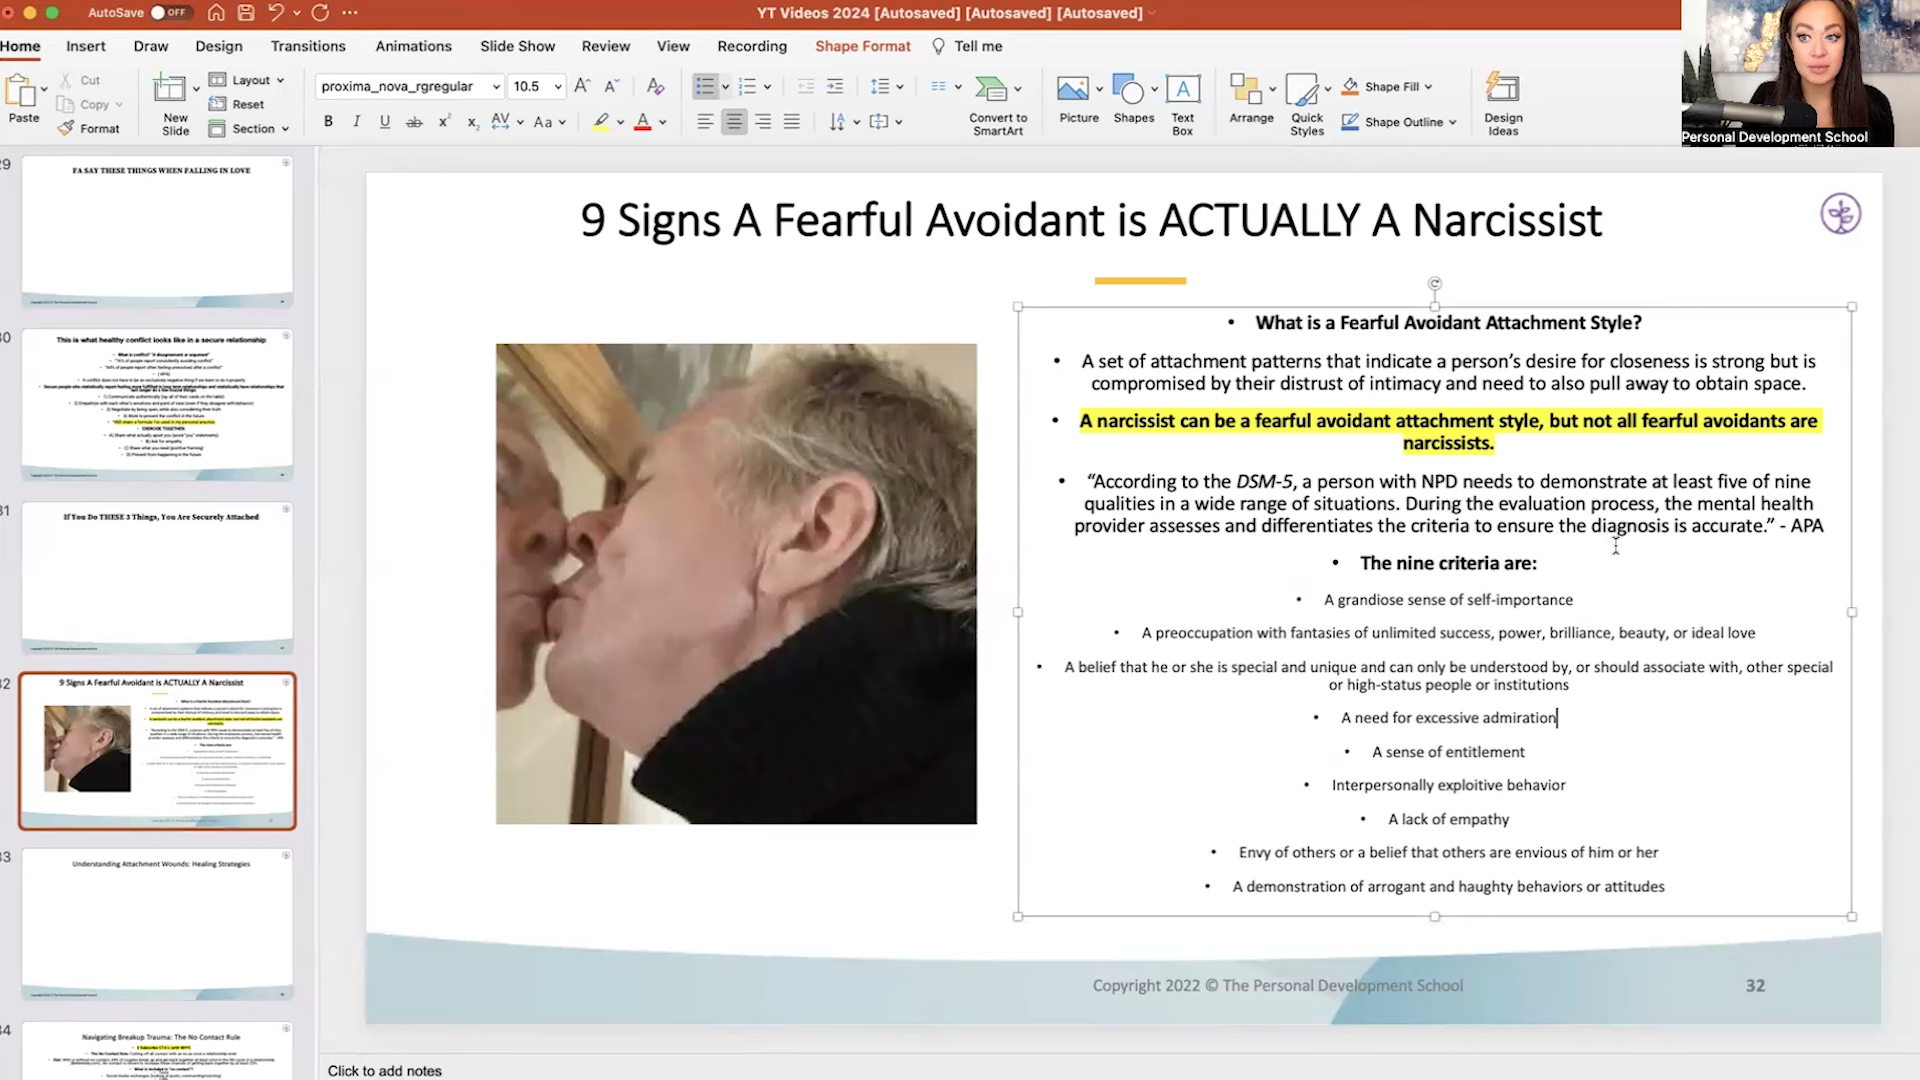 AutoSave OFF
YT Videos 2024 [Autosaved] [Autosaved] [Autosaved]
Home Insert Draw Design Transitions Animations Slide Show Review View Recording Shape Format Tell me
Paste
Cut
Copy
Format
New
Slide
Layout
Reset
Section
proxima_nova_rgregular 10.5
Convert to
SmartArt
Picture
Shapes
Text
Box
Arrange
Quick
Styles
Shape Fill
Shape Outline
Design
Ideas
Personal Development School
29
FA SAY THESE THINGS WHEN FALLING IN LOVE
30
This is what healthy conflict looks like in a secure relationship
31
If You Do THESE 3 Things, You Are Securely Attached
32
9 Signs A Fearful Avoidant is ACTUALLY A Narcissist
33
Understanding Attachment Wounds: Healing Strategies
34
Navigating Breakup Trauma: The No Contact Rule
9 Signs A Fearful Avoidant is ACTUALLY A Narcissist
• What is a Fearful Avoidant Attachment Style?
• A set of attachment patterns that indicate a person’s desire for closeness is strong but is
compromised by their distrust of intimacy and need to also pull away to obtain space.
• A narcissist can be a fearful avoidant attachment style, but not all fearful avoidants are
narcissists.
• “According to the DSM-5, a person with NPD needs to demonstrate at least five of nine
qualities in a wide range of situations. During the evaluation process, the mental health
provider assesses and differentiates the criteria to ensure the diagnosis is accurate.” - APA
• The nine criteria are:
• A grandiose sense of self-importance
• A preoccupation with fantasies of unlimited success, power, brilliance, beauty, or ideal love
• A belief that he or she is special and unique and can only be understood by, or should associate with, other special
or high-status people or institutions
• A need for excessive admiration
• A sense of entitlement
• Interpersonally exploitive behavior
• A lack of empathy
• Envy of others or a belief that others are envious of him or her
• A demonstration of arrogant and haughty behaviors or attitudes
Copyright 2022 © The Personal Development School
32
Click to add notes